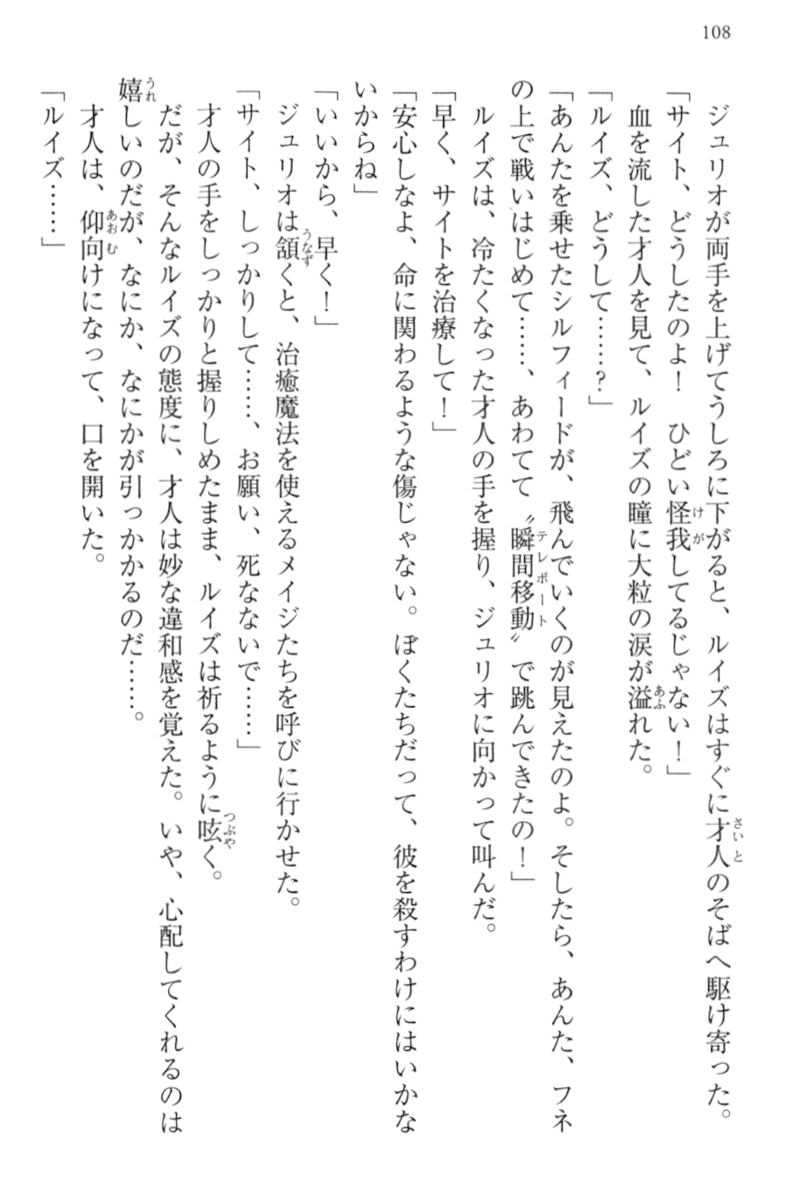 108
ジュリオが両手を上げてうしろに下がると、ルイズはすぐに才人のそばへ駆け寄った。
「サイト、どうしたのよ！　ひどい怪我してるじゃない！」
血を流した才人を見て、ルイズの瞳に大粒の涙が溢れた。
「ルイズ、どうして……？」
「あんたを乗せたシルフィードが、飛んでいくのが見えたのよ。そしたら、あんた、フネ
の上で戦いはじめて……、あわてて〝瞬間移動〟で跳んできたの！」
ルイズは、冷たくなった才人の手を握り、ジュリオに向かって叫んだ。
「早く、サイトを治療して！」
「安心しなよ、命に関わるような傷じゃない。ぼくたちだって、彼を殺すわけにはいかな
いからね」
「いいから、早く！」
ジュリオは頷くと、治癒魔法を使えるメイジたちを呼びに行かせた。
「サイト、しっかりして……、お願い、死なないで……」
才人の手をしっかりと握りしめたまま、ルイズは祈るように呟く。
だが、そんなルイズの態度に、才人は妙な違和感を覚えた。いや、心配してくれるのは
嬉しいのだが、なにか、なにかが引っかかるのだ……。
才人は、仰向けになって、口を開いた。
「ルイズ……」